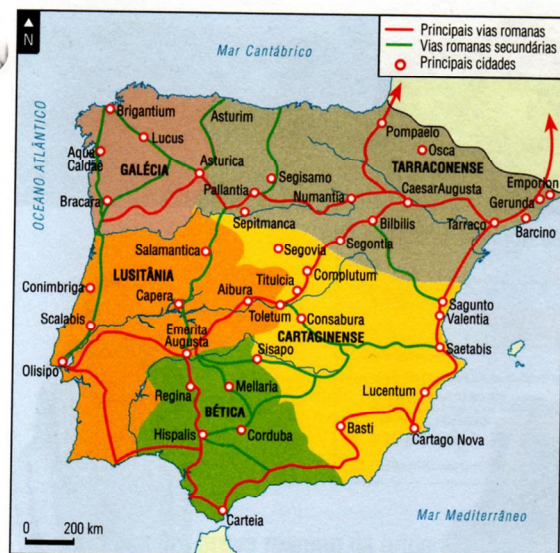 N
Mar Cantábrico
Principais vias romanas
Vias romanas secundárias
Principais cidades
OCEANO ATLÂNTICO
Brigantium
Asturim
Lucus
Pompaelo
Osca
Aque
Caldae
GALÉCIA
Asturica
Segisamo
TARRACONENSE
Pallantia
Numantia
CaesarAugusta
Emporion
Gerunda
Bracara
Sepitmanca
Bilbilis
Tarraco
Barcino
Salamantica
Segovia
Segontia
LUSITÂNIA
Titulcia
Complutum
Conimbriga
Capera
Aibura
Toletum
Consabura
Sagunto
Valentia
Scalabis
Emerita
Augusta
CARTAGINENSE
Sisapo
Saetabis
Olisipo
Regina
Mellaria
Lucentum
BÉTICA
Hispalis
Corduba
Basti
Cartago Nova
Carteia
Mar Mediterrâneo
0 200 km